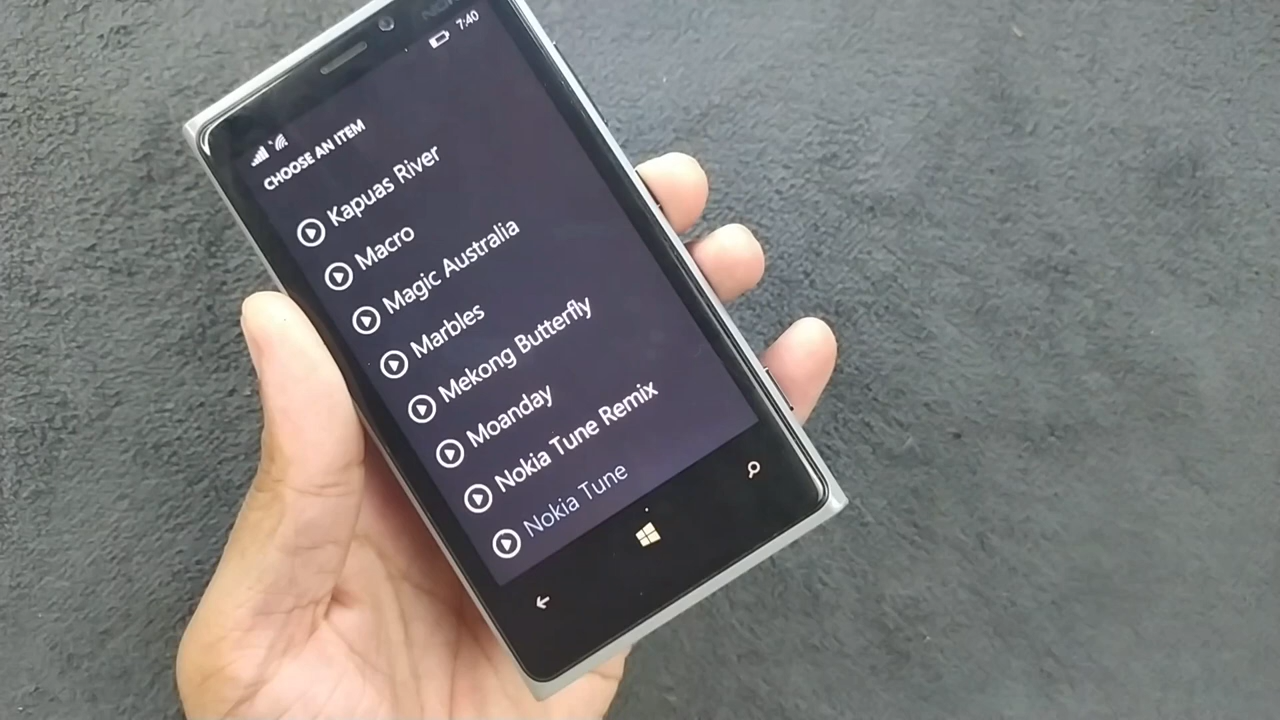 NOKIA
7:40
CHOOSE AN ITEM
Kapuas River
Macro
Magic Australia
Marbles
Mekong Butterfly
Moanday
Nokia Tune Remix
Nokia Tune